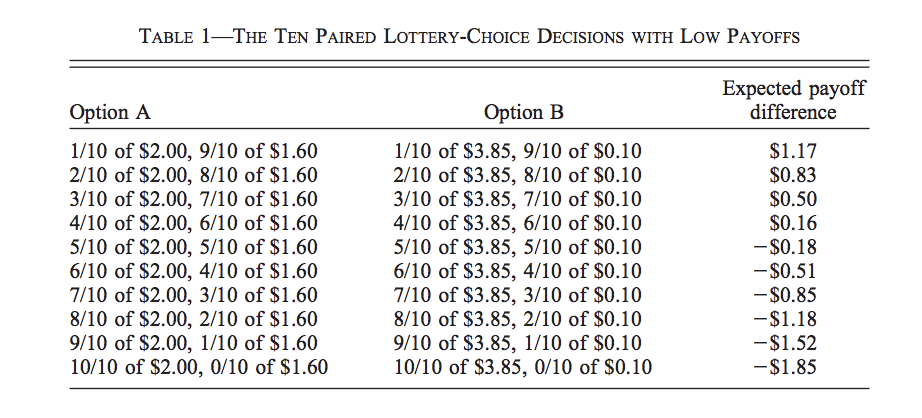 TABLE 1—THE TEN PAIRED LOTTERY-CHOICE DECISIONS WITH LOW PAYOFFS
Option A Option B Expected payoff difference
1/10 of $2.00, 9/10 of $1.60 1/10 of $3.85, 9/10 of $0.10 $1.17
2/10 of $2.00, 8/10 of $1.60 2/10 of $3.85, 8/10 of $0.10 $0.83
3/10 of $2.00, 7/10 of $1.60 3/10 of $3.85, 7/10 of $0.10 $0.50
4/10 of $2.00, 6/10 of $1.60 4/10 of $3.85, 6/10 of $0.10 $0.16
5/10 of $2.00, 5/10 of $1.60 5/10 of $3.85, 5/10 of $0.10 −$0.18
6/10 of $2.00, 4/10 of $1.60 6/10 of $3.85, 4/10 of $0.10 −$0.51
7/10 of $2.00, 3/10 of $1.60 7/10 of $3.85, 3/10 of $0.10 −$0.85
8/10 of $2.00, 2/10 of $1.60 8/10 of $3.85, 2/10 of $0.10 −$1.18
9/10 of $2.00, 1/10 of $1.60 9/10 of $3.85, 1/10 of $0.10 −$1.52
10/10 of $2.00, 0/10 of $1.60 10/10 of $3.85, 0/10 of $0.10 −$1.85